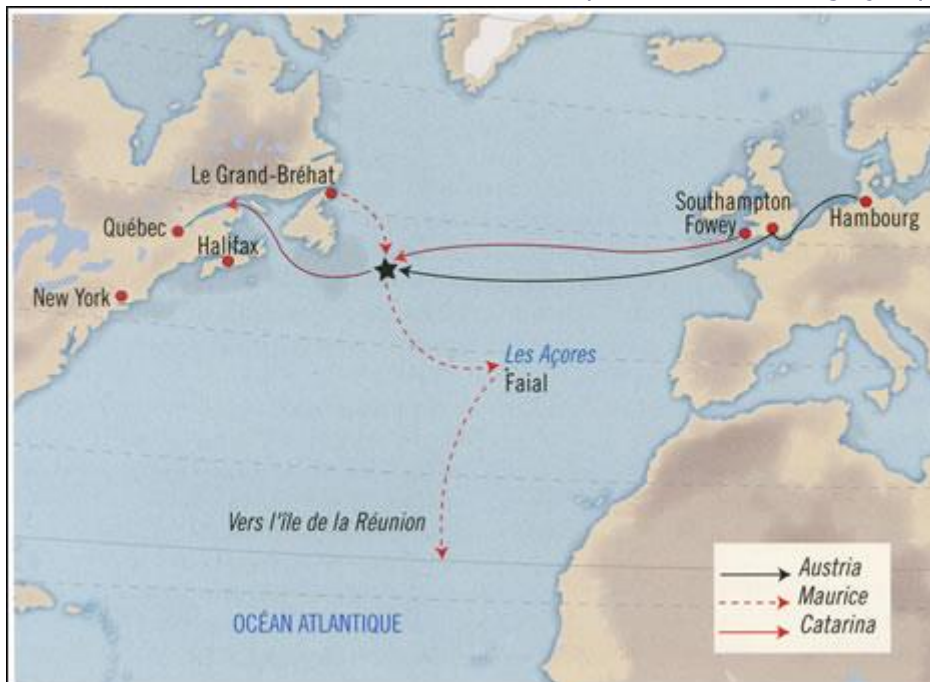 Le Grand-Bréhat
Québec
Halifax
New York
Southampton
Fowey
Hambourg
Les Açores
Faial
Vers l'île de la Réunion
OCÉAN ATLANTIQUE
Austria
Maurice
Catarina